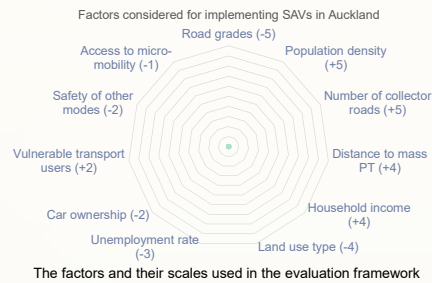 Factors considered for implementing SAVs in Auckland
Road grades (-5)
Population density
(+5)
Number of collector
roads (+5)
Distance to mass
PT (+4)
Household income
(+4)
Land use type (-4)
Unemployment rate
(-3)
Car ownership (-2)
Vulnerable transport
users (+2)
Safety of other
modes (-2)
Access to micro-
mobility (-1)
The factors and their scales used in the evaluation framework